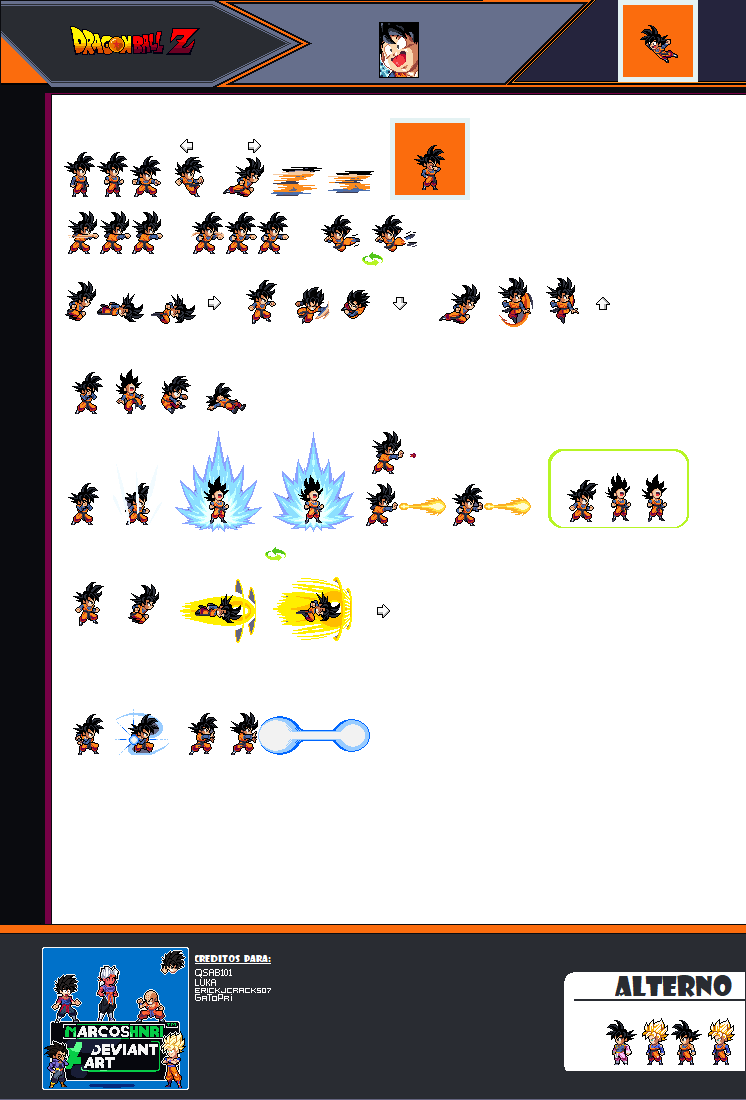 DRAGON BALL Z
CREDITOS PARA:
QSAB101
LUKA
ERICKJCRACKS07
GATOPRI
MARCOSHNRI
DEVIANT
ART
ALTERNO